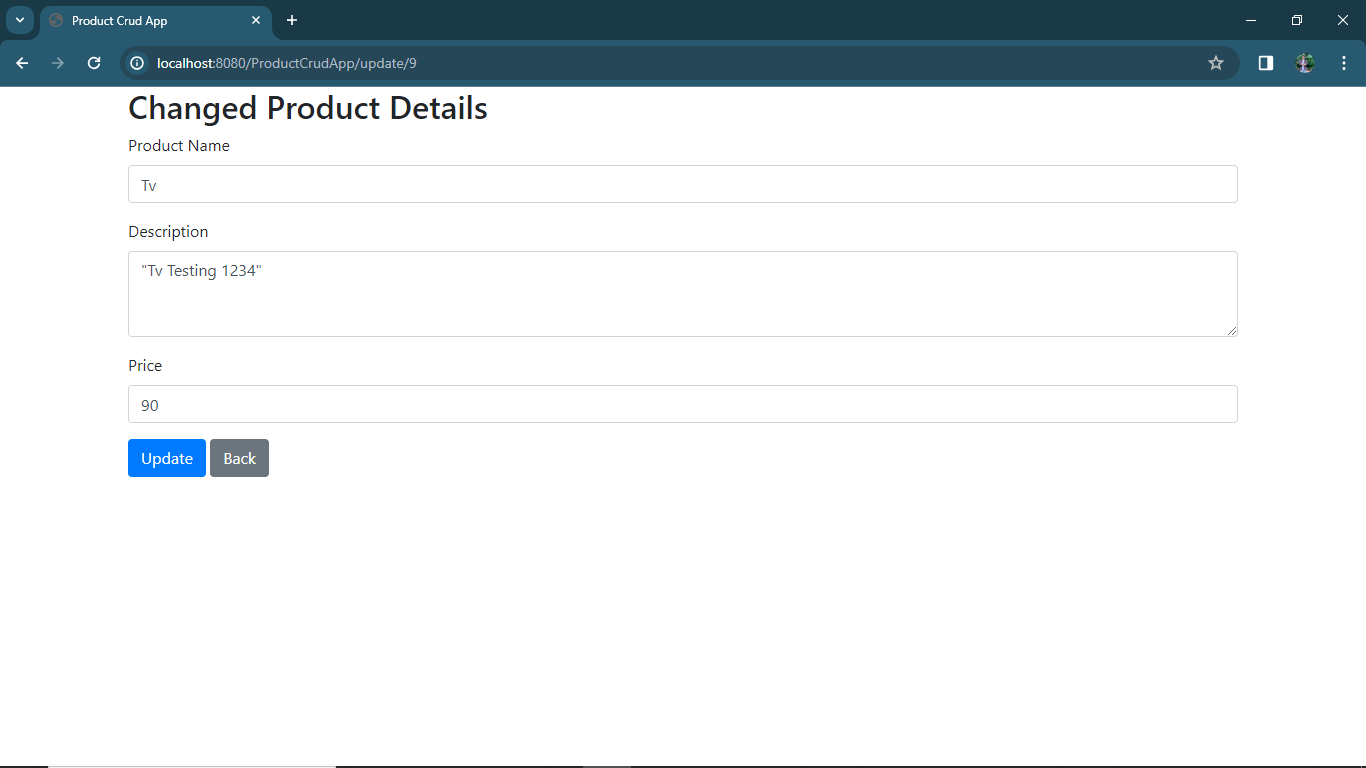 Product Crud App
localhost:8080/ProductCrudApp/update/9
Changed Product Details
Product Name
Tv
Description
"Tv Testing 1234"
Price
90
Update Back